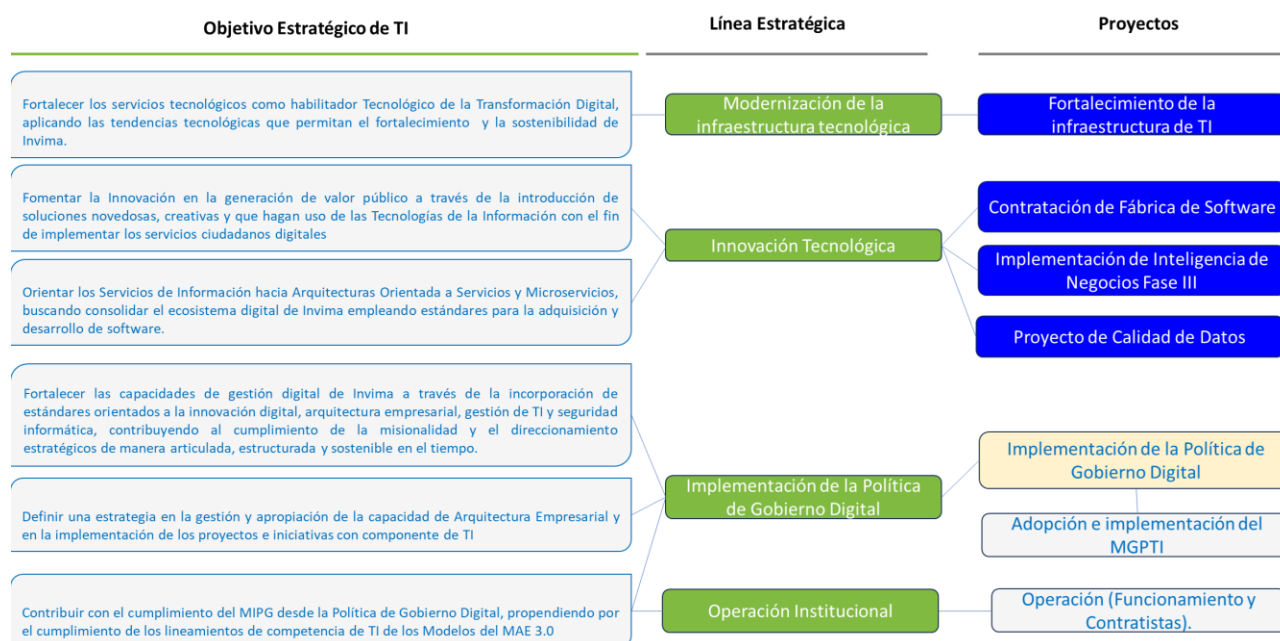 Objetivo Estratégico de TI
Línea Estratégica
Proyectos
Fortalecer los servicios tecnológicos como habilitador Tecnológico de la Transformación Digital,
aplicando las tendencias tecnológicas que permitan el fortalecimiento y la sostenibilidad de
Invima.
Modernización de la
infraestructura tecnológica
Fortalecimiento de la
infraestructura de TI
Fomentar la Innovación en la generación de valor público a través de la introducción de
soluciones novedosas, creativas y que hagan uso de las Tecnologías de la Información con el fin
de implementar los servicios ciudadanos digitales
Orientar los Servicios de Información hacia Arquitecturas Orientada a Servicios y Microservicios,
buscando consolidar el ecosistema digital de Invima empleando estándares para la adquisición y
desarrollo de software.
Innovación Tecnológica
Contratación de Fábrica de Software
Implementación de Inteligencia de
Negocios Fase III
Proyecto de Calidad de Datos
Fortalecer las capacidades de gestión digital de Invima a través de la incorporación de
estándares orientados a la innovación digital, arquitectura empresarial, gestión de TI y seguridad
informática, contribuyendo al cumplimiento de la misionalidad y el direccionamiento
estratégicos de manera articulada, estructurada y sostenible en el tiempo.
Definir una estrategia en la gestión y apropiación de la capacidad de Arquitectura Empresarial y
en la implementación de los proyectos e iniciativas con componente de TI
Implementación de la Política
de Gobierno Digital
Implementación de la Política de
Gobierno Digital
Adopción e implementación del
MGPTI
Contribuir con el cumplimiento del MIPG desde la Política de Gobierno Digital, propendiendo por
el cumplimiento de los lineamientos de competencia de TI de los Modelos del MAE 3.0
Operación Institucional
Operación (Funcionamiento y
Contratistas).